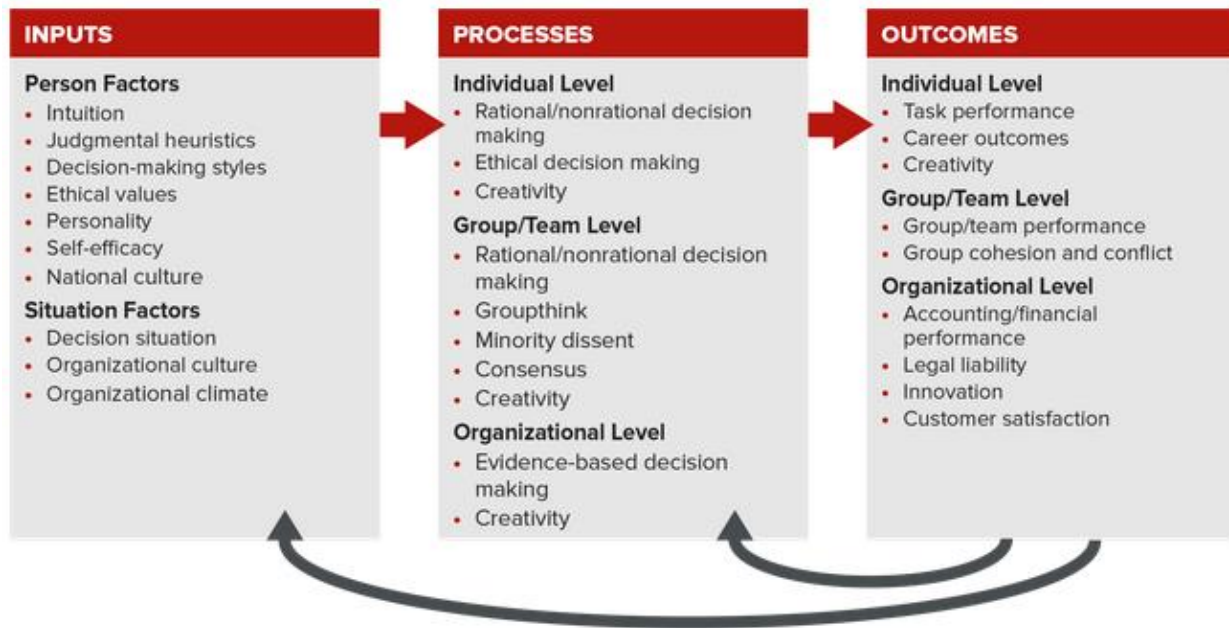 INPUTS
Person Factors
• Intuition
• Judgmental heuristics
• Decision-making styles
• Ethical values
• Personality
• Self-efficacy
• National culture
Situation Factors
• Decision situation
• Organizational culture
• Organizational climate
PROCESSES
Individual Level
• Rational/nonrational decision
making
• Ethical decision making
• Creativity
Group/Team Level
• Rational/nonrational decision
making
• Groupthink
• Minority dissent
• Consensus
• Creativity
Organizational Level
• Evidence-based decision
making
• Creativity
OUTCOMES
Individual Level
• Task performance
• Career outcomes
• Creativity
Group/Team Level
• Group/team performance
• Group cohesion and conflict
Organizational Level
• Accounting/financial
performance
• Legal liability
• Innovation
• Customer satisfaction